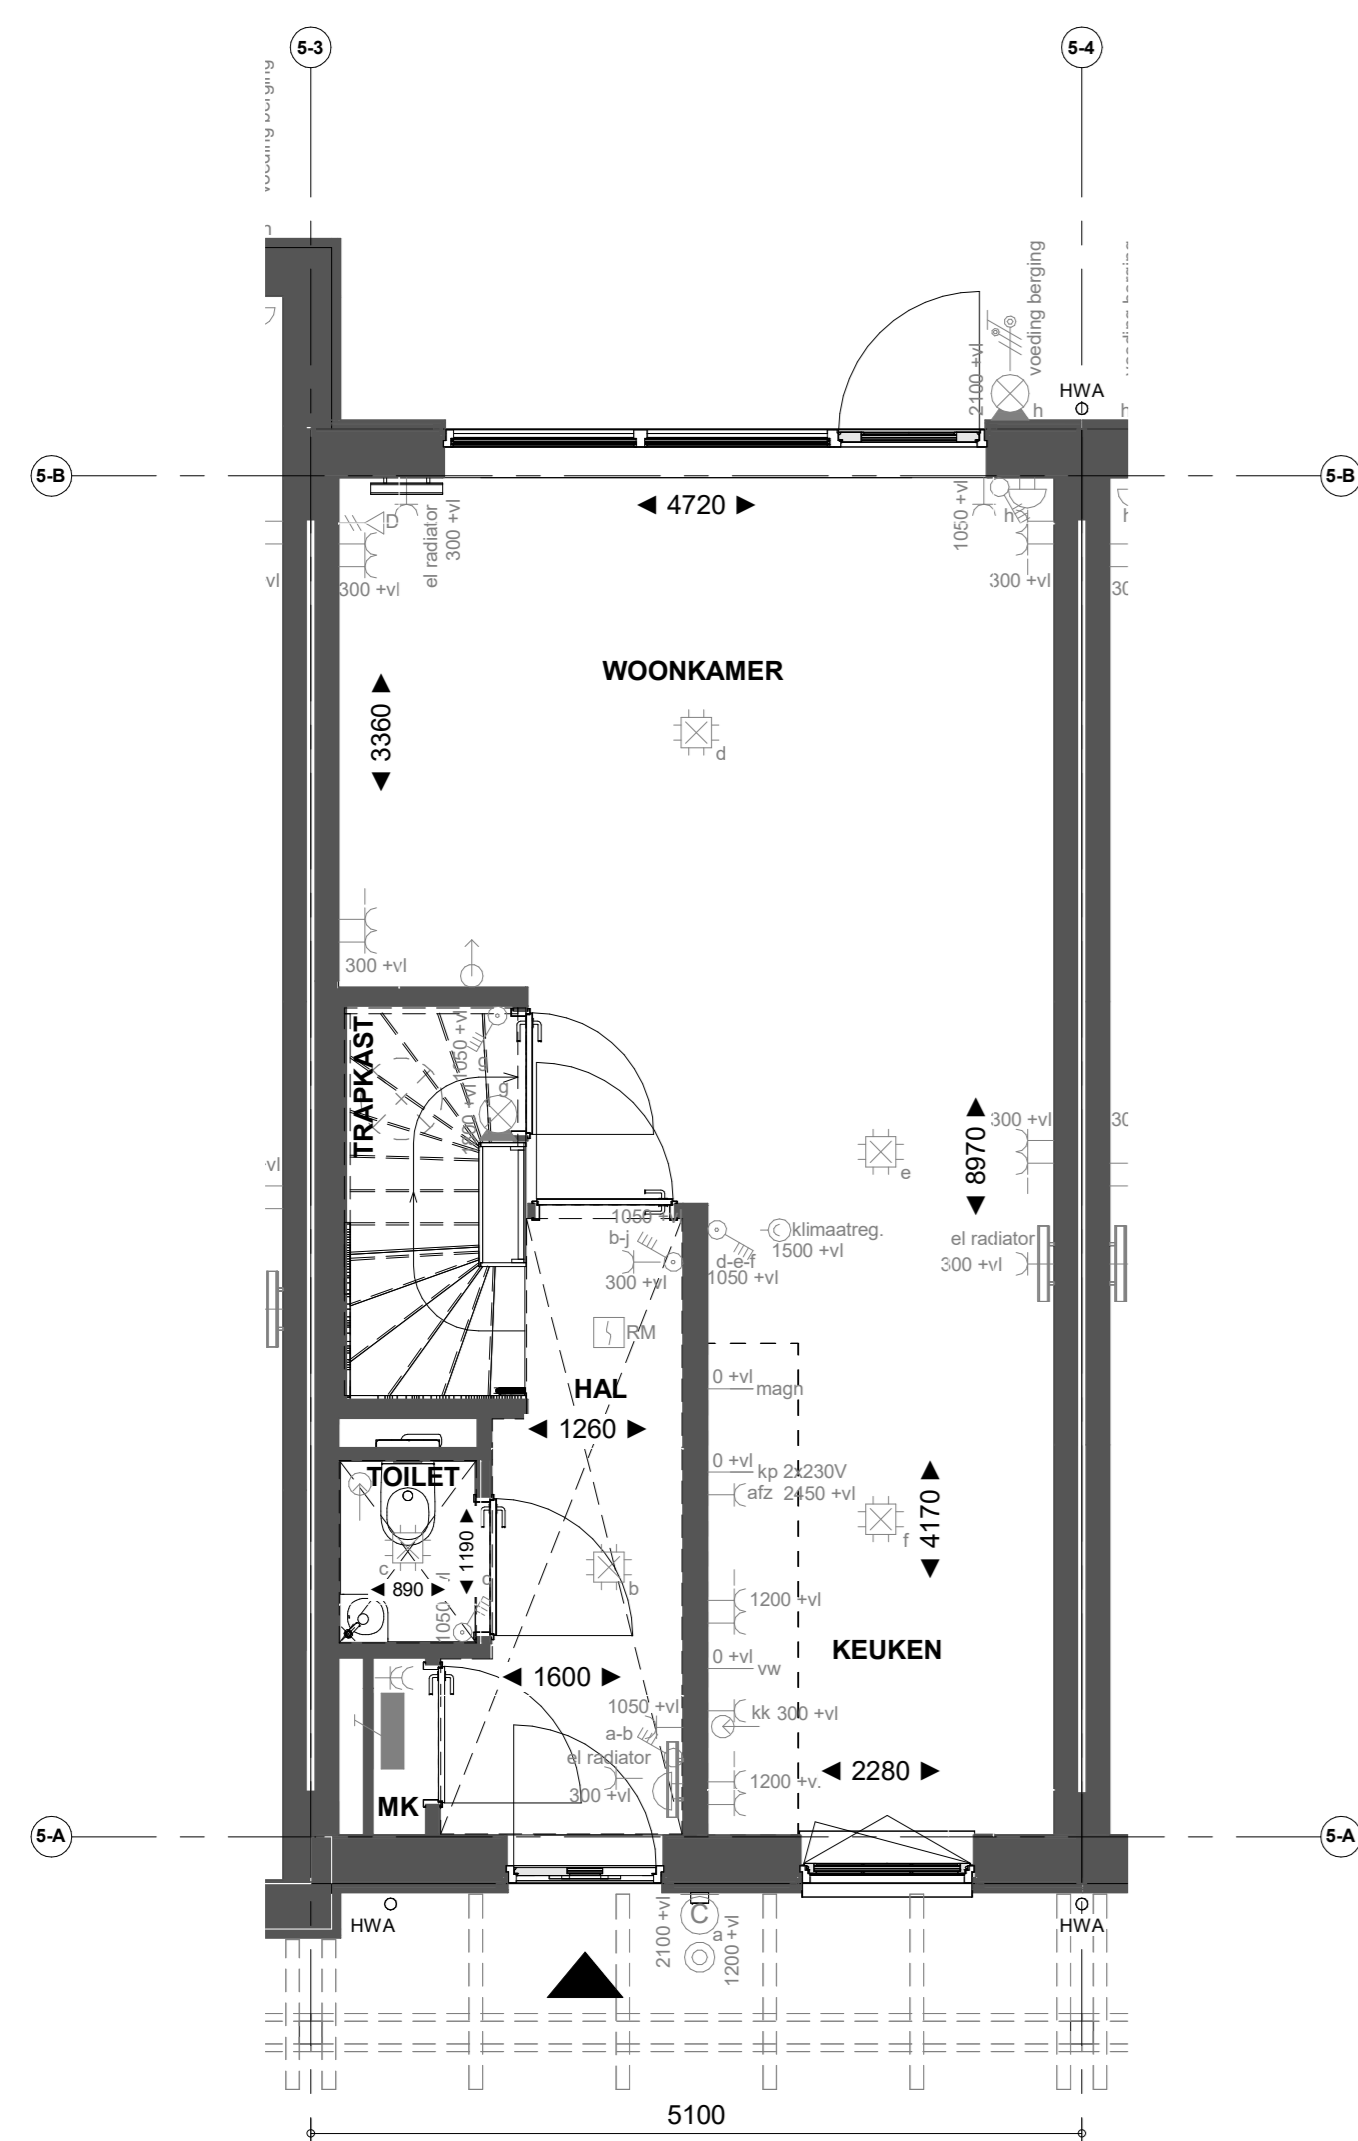 5-3
5-4
voeding berging
voeding berging
2100 +vl
h
HWA
h
5-B
5-B
4720
D
el radiator
300 +vl
300 +vl
1050 +vl
h
300 +vl
vl
WOONKAMER
3360
d
300 +vl
TRAPKAST
1050 +vl
g
g
8970
300 +vl
e
1050 +vl
b-j
300 +vl
klimaatreg.
1500 +vl
d-e-f
1050 +vl
el radiator
300 +vl
RM
HAL
1260
0 +vl
magn
0 +vl
kp 2x230V
afz 2450 +vl
TOILET
1190
c
890
c
1050
b
f
4170
1200 +vl
KEUKEN
0 +vl
vw
1600
1050 +vl
a-b
el radiator
300 +vl
kk 300 +vl
1200 +v.
2280
MK
5-A
5-A
HWA
2100 +vl
C
a
1200 +vl
HWA
5100